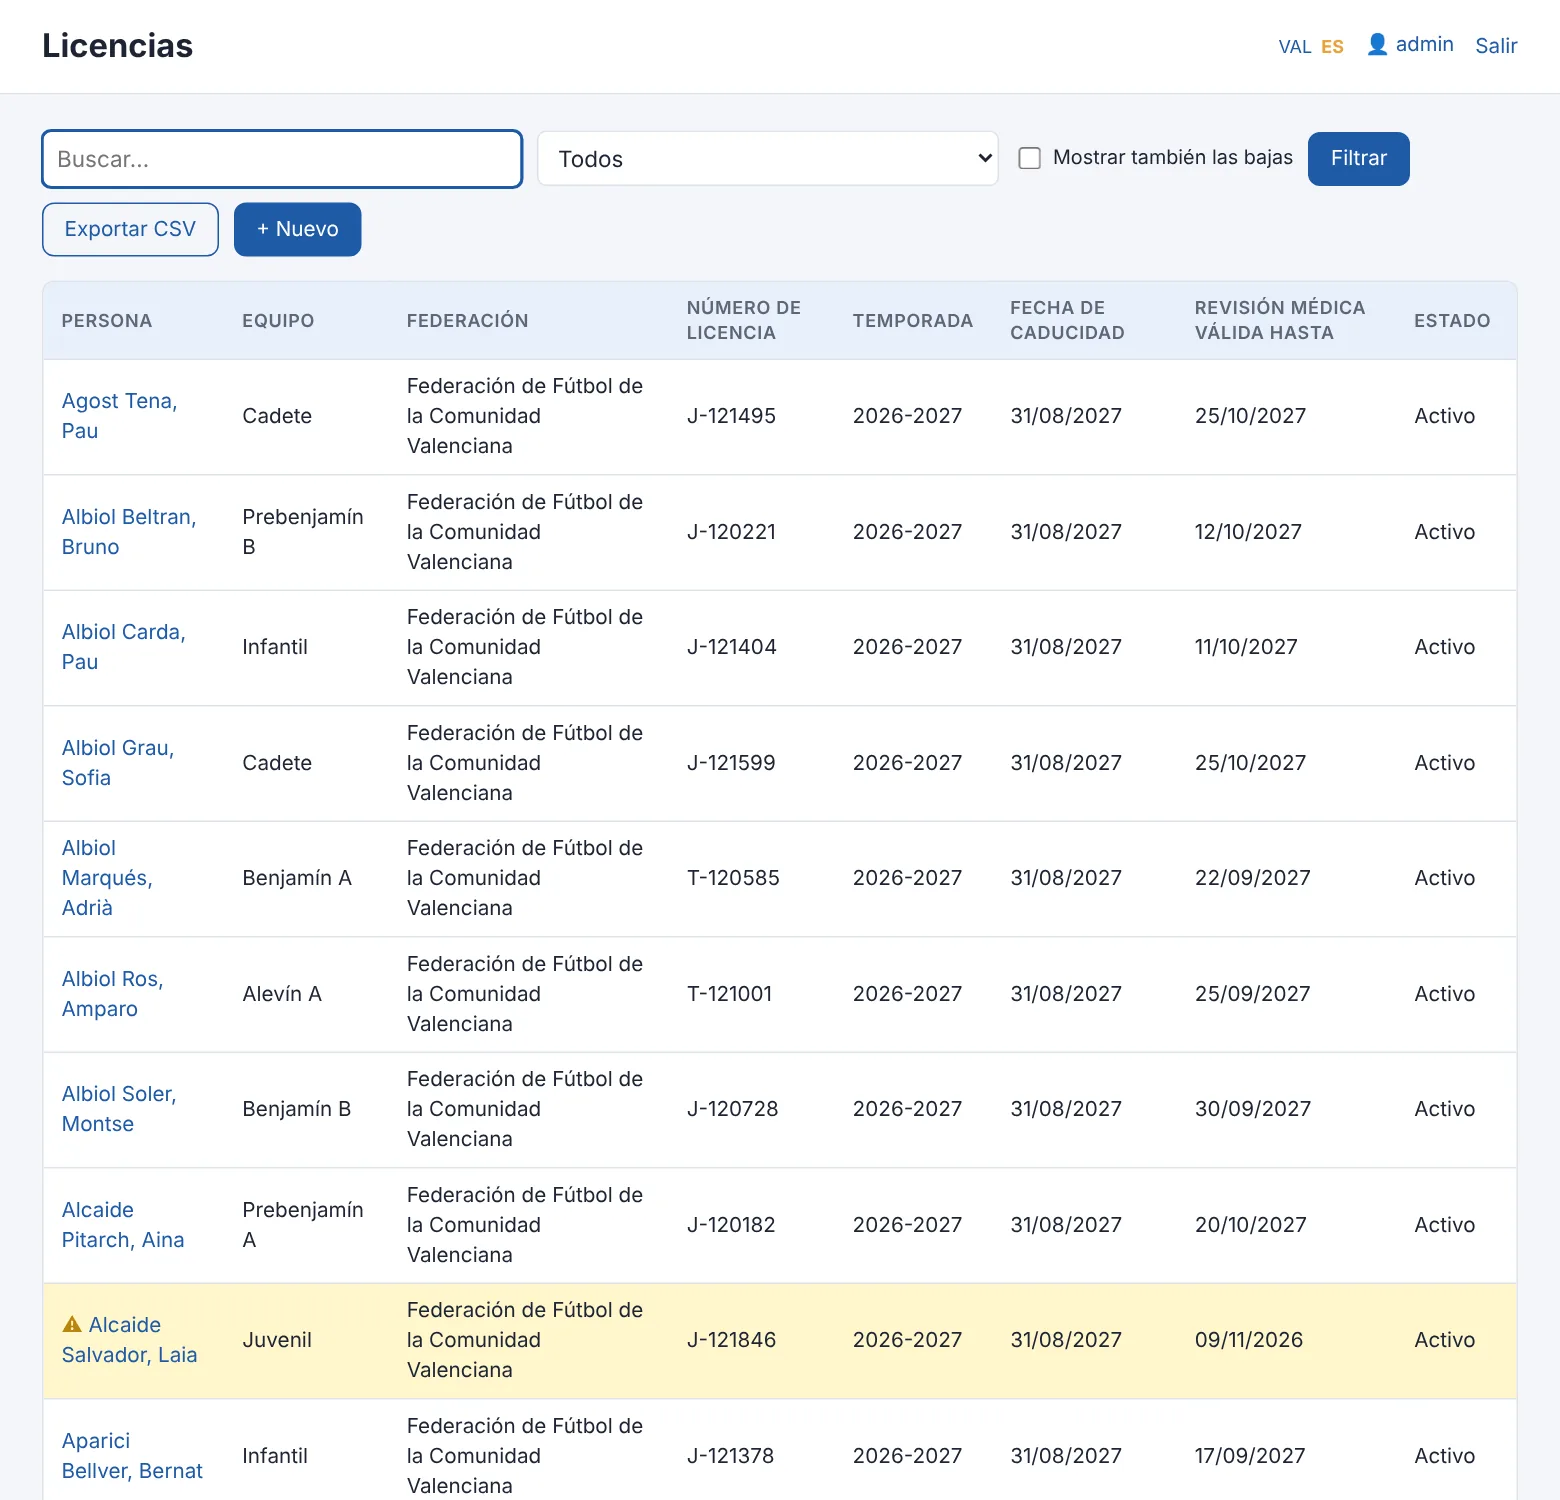 Licencias
VAL ES admin Salir
Buscar...
Todos
Mostrar también las bajas
Filtrar
Exportar CSV
+ Nuevo
PERSONA
EQUIPO
FEDERACIÓN
NÚMERO DE
LICENCIA
TEMPORADA
FECHA DE
CADUCIDAD
REVISIÓN MÉDICA
VÁLIDA HASTA
ESTADO
Agost Tena,
Pau
Cadete
Federación de Fútbol de
la Comunidad
Valenciana
J-121495
2026-2027
31/08/2027
25/10/2027
Activo
Albiol Beltran,
Bruno
Prebenjamín
B
Federación de Fútbol de
la Comunidad
Valenciana
J-120221
2026-2027
31/08/2027
12/10/2027
Activo
Albiol Carda,
Pau
Infantil
Federación de Fútbol de
la Comunidad
Valenciana
J-121404
2026-2027
31/08/2027
11/10/2027
Activo
Albiol Grau,
Sofia
Cadete
Federación de Fútbol de
la Comunidad
Valenciana
J-121599
2026-2027
31/08/2027
25/10/2027
Activo
Albiol
Marqués,
Adrià
Benjamín A
Federación de Fútbol de
la Comunidad
Valenciana
T-120585
2026-2027
31/08/2027
22/09/2027
Activo
Albiol Ros,
Amparo
Alevín A
Federación de Fútbol de
la Comunidad
Valenciana
T-121001
2026-2027
31/08/2027
25/09/2027
Activo
Albiol Soler,
Montse
Benjamín B
Federación de Fútbol de
la Comunidad
Valenciana
J-120728
2026-2027
31/08/2027
30/09/2027
Activo
Alcaide
Pitarch, Aina
Prebenjamín
A
Federación de Fútbol de
la Comunidad
Valenciana
J-120182
2026-2027
31/08/2027
20/10/2027
Activo
Alcaide
Salvador, Laia
Juvenil
Federación de Fútbol de
la Comunidad
Valenciana
J-121846
2026-2027
31/08/2027
09/11/2026
Activo
Aparici
Bellver, Bernat
Infantil
Federación de Fútbol de
la Comunidad
Valenciana
J-121378
2026-2027
31/08/2027
17/09/2027
Activo